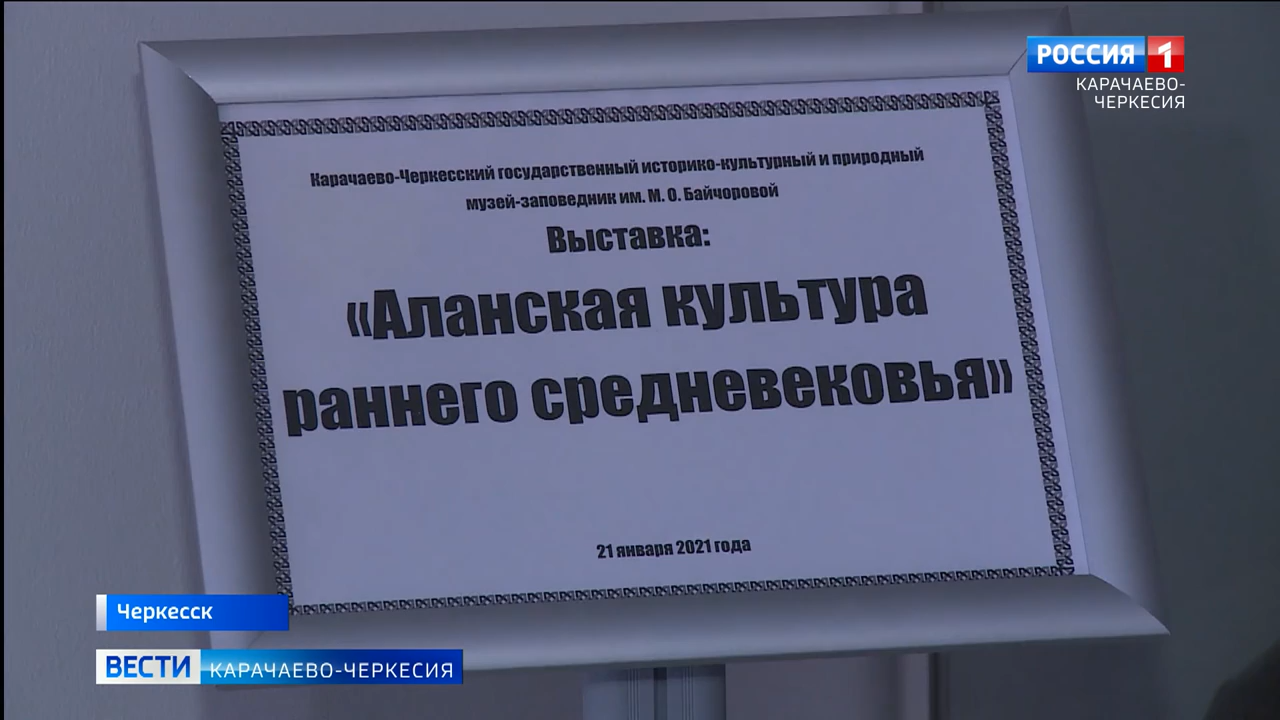 РОССИЯ 1
КАРАЧАЕВО-
ЧЕРКЕСИЯ
Карачаево-Черкесский государственный историко-культурный и природный
музей-заповедник им. М. О. Байчоровой
Выставка:
«Аланская культура
раннего средневековья»
21 января 2021 года
Черкесск
ВЕСТИ КАРАЧАЕВО-ЧЕРКЕСИЯ